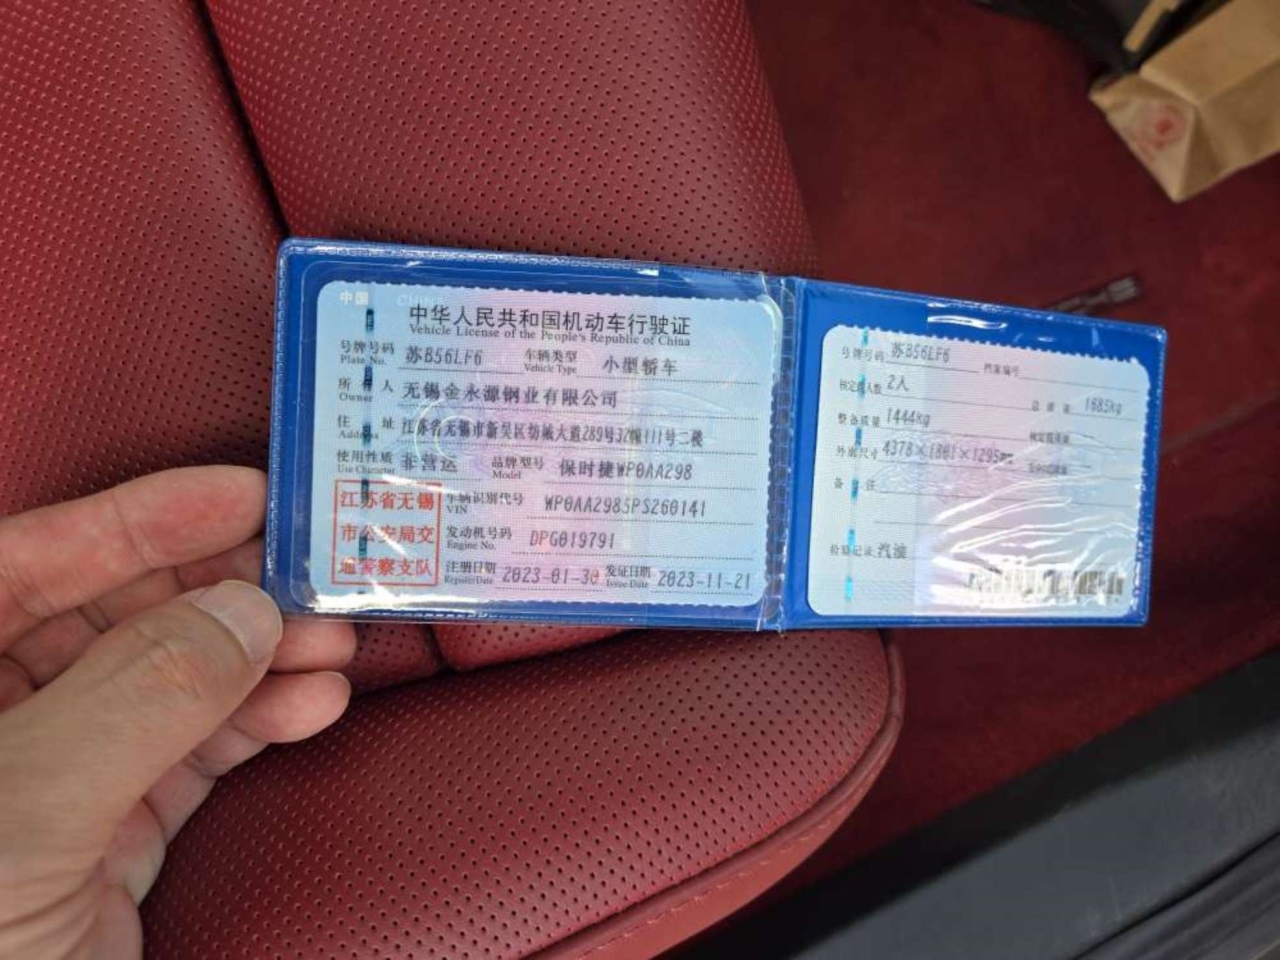 中国 CHINA
中华人民共和国机动车行驶证
Vehicle License of the People's Republic of China
号牌号码 苏B56LF6 车辆类型 小型轿车
Plate No. Vehicle Type
所有人 无锡金永源钢业有限公司
Owner
住址 江苏省无锡市新吴区纺城大道289号32幢111号二楼
Address
使用性质 非营运 品牌型号 保时捷WP0AA298
Use Character Model
江苏省无锡
市公安局交
通警察支队
车辆识别代号 WP0AA2985PS260141
VIN
发动机号码 DPG019791
Engine No.
注册日期 2023-01-30 发证日期 2023-11-21
Register Date Issue Date
号牌号码 苏B56LF6 档案编号
核定载人数 2人 总质量 1685kg
整备质量 1444kg 核定载质量
外廓尺寸 4378×1801×1295mm
备注
检验记录 汽油